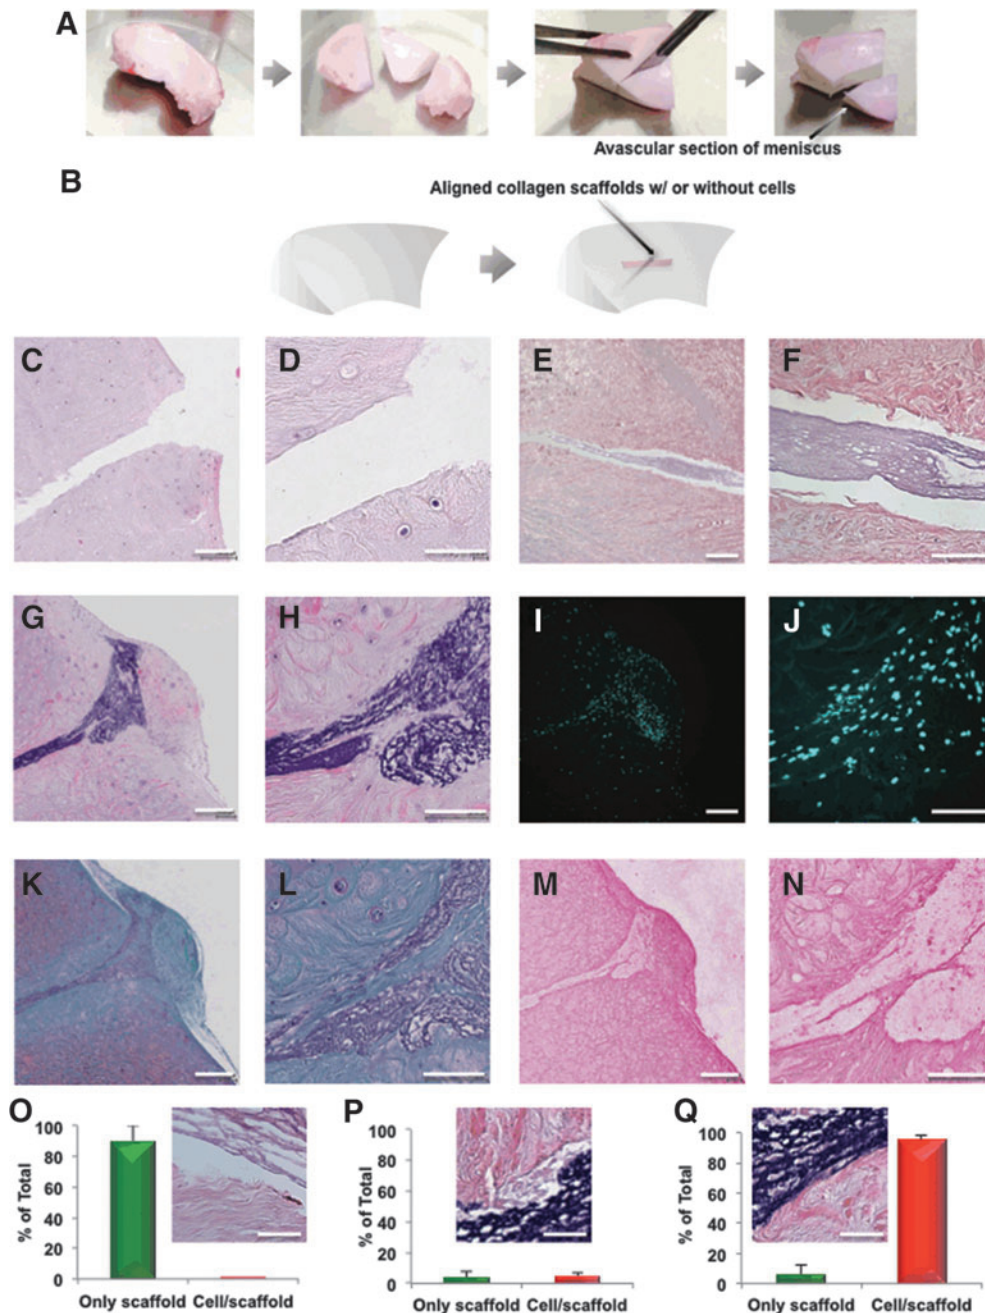 A
Avascular section of meniscus
B
Aligned collagen scaffolds w/ or without cells
C D E F
G H I J
K L M N
O P Q
% of Total
100
80
60
40
20
0
Only scaffold Cell/scaffold
% of Total
100
80
60
40
20
0
Only scaffold Cell/scaffold
% of Total
100
80
60
40
20
0
Only scaffold Cell/scaffold